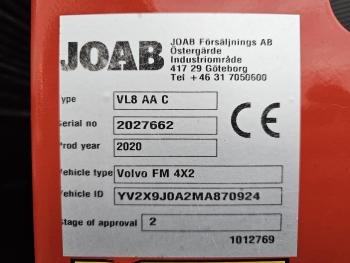 JOAB
JOAB Försäljnings AB
Östergärde
Industriområde
417 29 Göteborg
Tel +46 31 7050600
Type VL8 AA C
Serial no 2027662
CE
Prod year 2020
Vehicle type Volvo FM 4X2
Vehicle ID YV2X9J0A2MA870924
Stage of approval 2
1012769